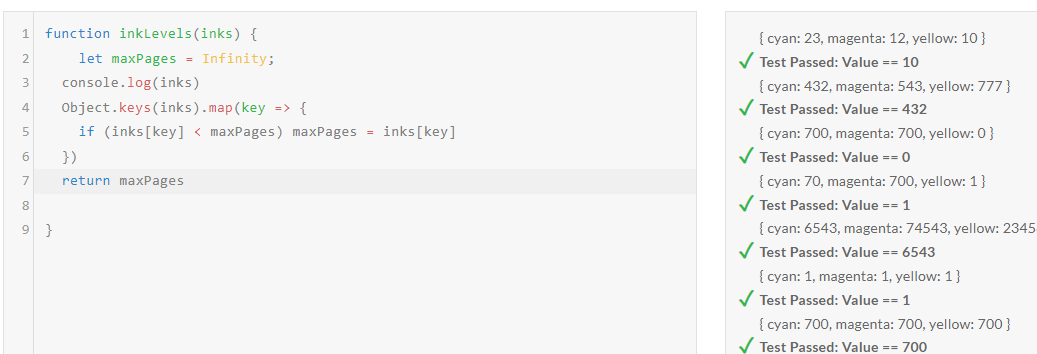 1 function inkLevels(inks) {
2 let maxPages = Infinity;
3 console.log(inks)
4 Object.keys(inks).map(key => {
5 if (inks[key] < maxPages) maxPages = inks[key]
6 })
7 return maxPages
8
9 }
{ cyan: 23, magenta: 12, yellow: 10 }
✓ Test Passed: Value == 10
{ cyan: 432, magenta: 543, yellow: 777 }
✓ Test Passed: Value == 432
{ cyan: 700, magenta: 700, yellow: 0 }
✓ Test Passed: Value == 0
{ cyan: 70, magenta: 700, yellow: 1 }
✓ Test Passed: Value == 1
{ cyan: 6543, magenta: 74543, yellow: 2345
✓ Test Passed: Value == 6543
{ cyan: 1, magenta: 1, yellow: 1 }
✓ Test Passed: Value == 1
{ cyan: 700, magenta: 700, yellow: 700 }
✓ Test Passed: Value == 700